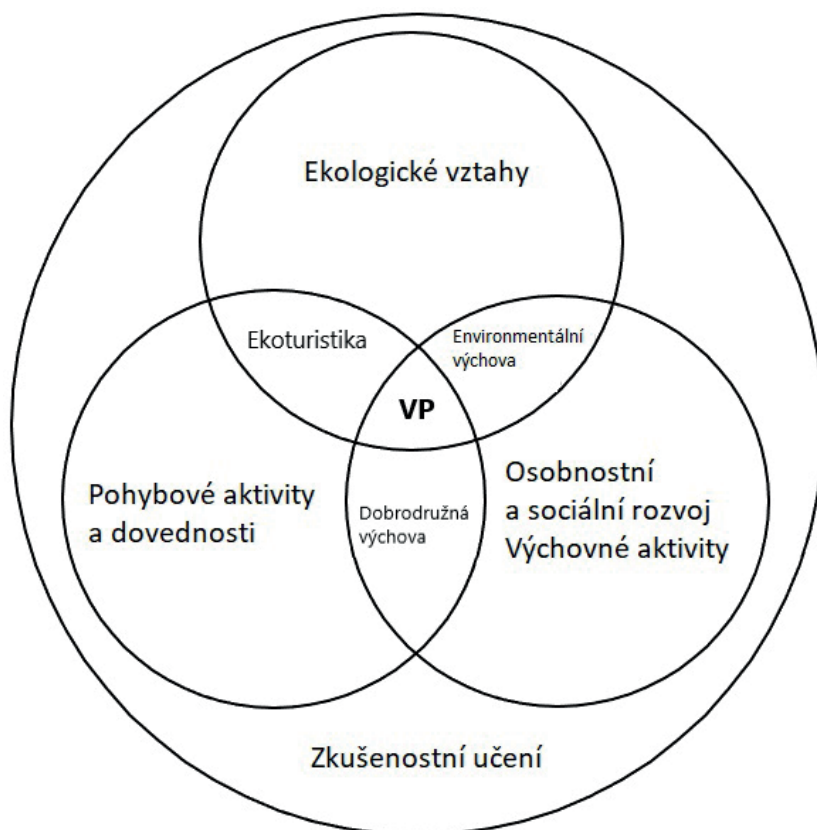 Ekologické vztahy
Ekoturistika
Environmentální
výchova
VP
Pohybové aktivity
a dovednosti
Dobrodružná
výchova
Osobnostní
a sociální rozvoj
Výchovné aktivity
Zkušenostní učení